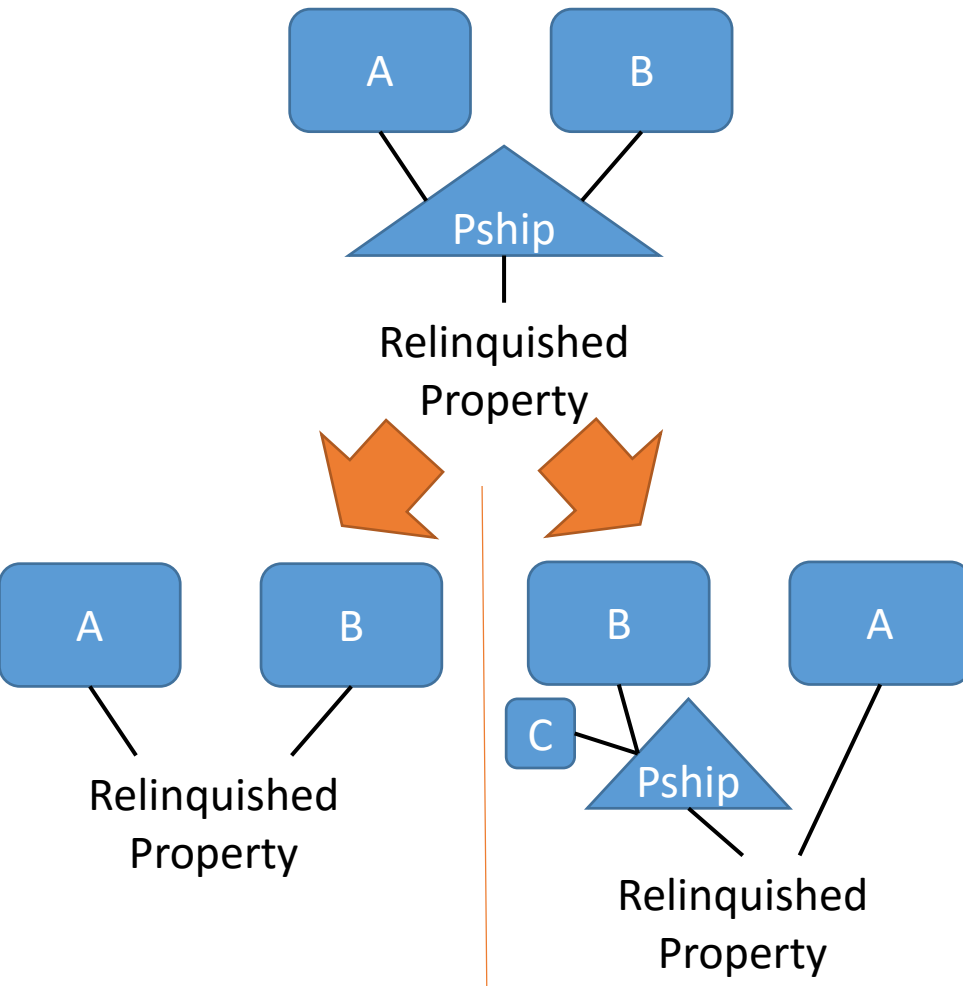 A
B
Pship
Relinquished
Property
A
B
Relinquished
Property
B
A
C
Pship
Relinquished
Property